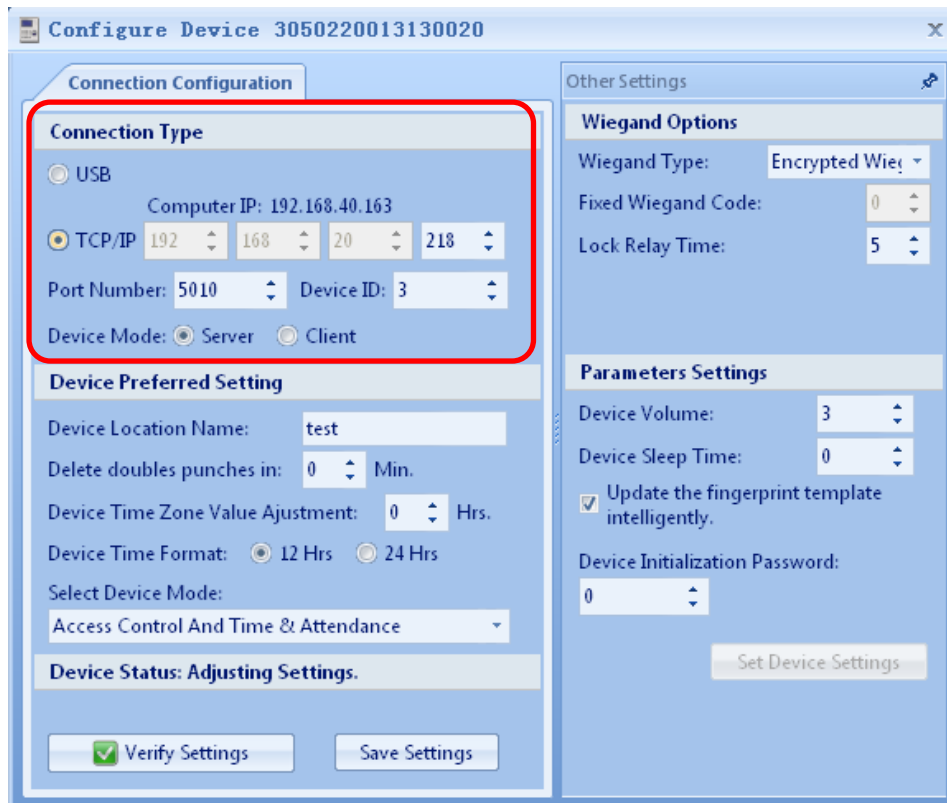 Configure Device 3050220013130020
Connection Configuration
Connection Type
USB
Computer IP: 192.168.40.163
TCP/IP 192 168 20 218
Port Number: 5010 Device ID: 3
Device Mode: Server Client
Device Preferred Setting
Device Location Name: test
Delete doubles punches in: 0 Min.
Device Time Zone Value Ajustment: 0 Hrs.
Device Time Format: 12 Hrs 24 Hrs
Select Device Mode:
Access Control And Time & Attendance
Device Status: Adjusting Settings.
Verify Settings Save Settings
Other Settings
Wiegand Options
Wiegand Type: Encrypted Wieg
Fixed Wiegand Code: 0
Lock Relay Time: 5
Parameters Settings
Device Volume: 3
Device Sleep Time: 0
Update the fingerprint template
intelligently.
Device Initialization Password:
0
Set Device Settings